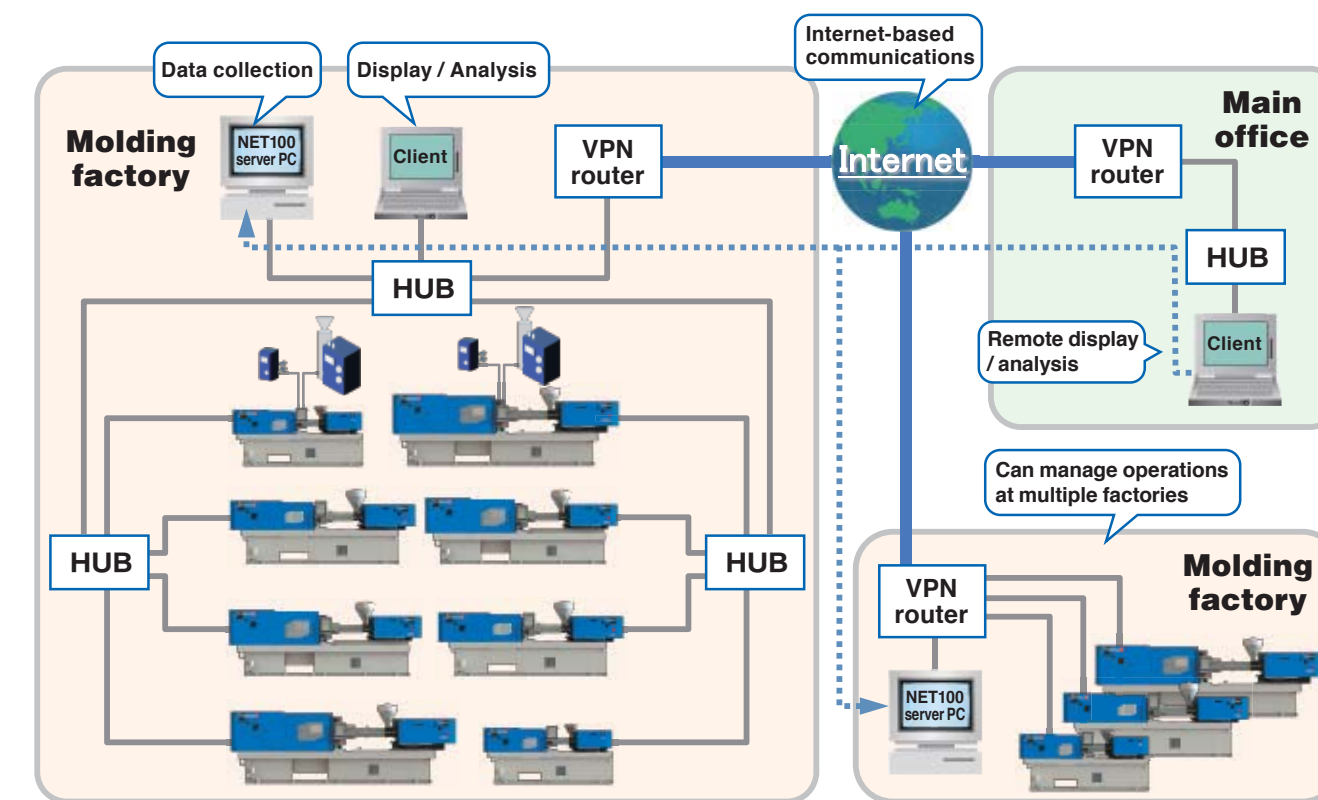 Internet-based
communications
Data collection
Display / Analysis
Molding
factory
NET100
server PC
Client
VPN
router
Internet
VPN
router
Main
office
HUB
HUB
Remote display
/ analysis
Client
Can manage operations
at multiple factories
HUB
HUB
VPN
router
Molding
factory
NET100
server PC